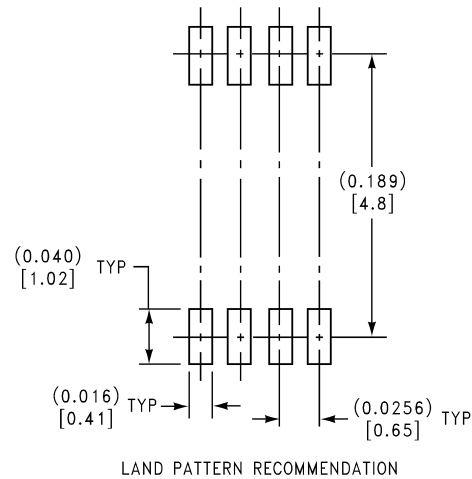 (0.189)
[4.8]
(0.040)
[1.02]
TYP
(0.016)
[0.41]
TYP
(0.0256)
[0.65]
TYP
LAND PATTERN RECOMMENDATION